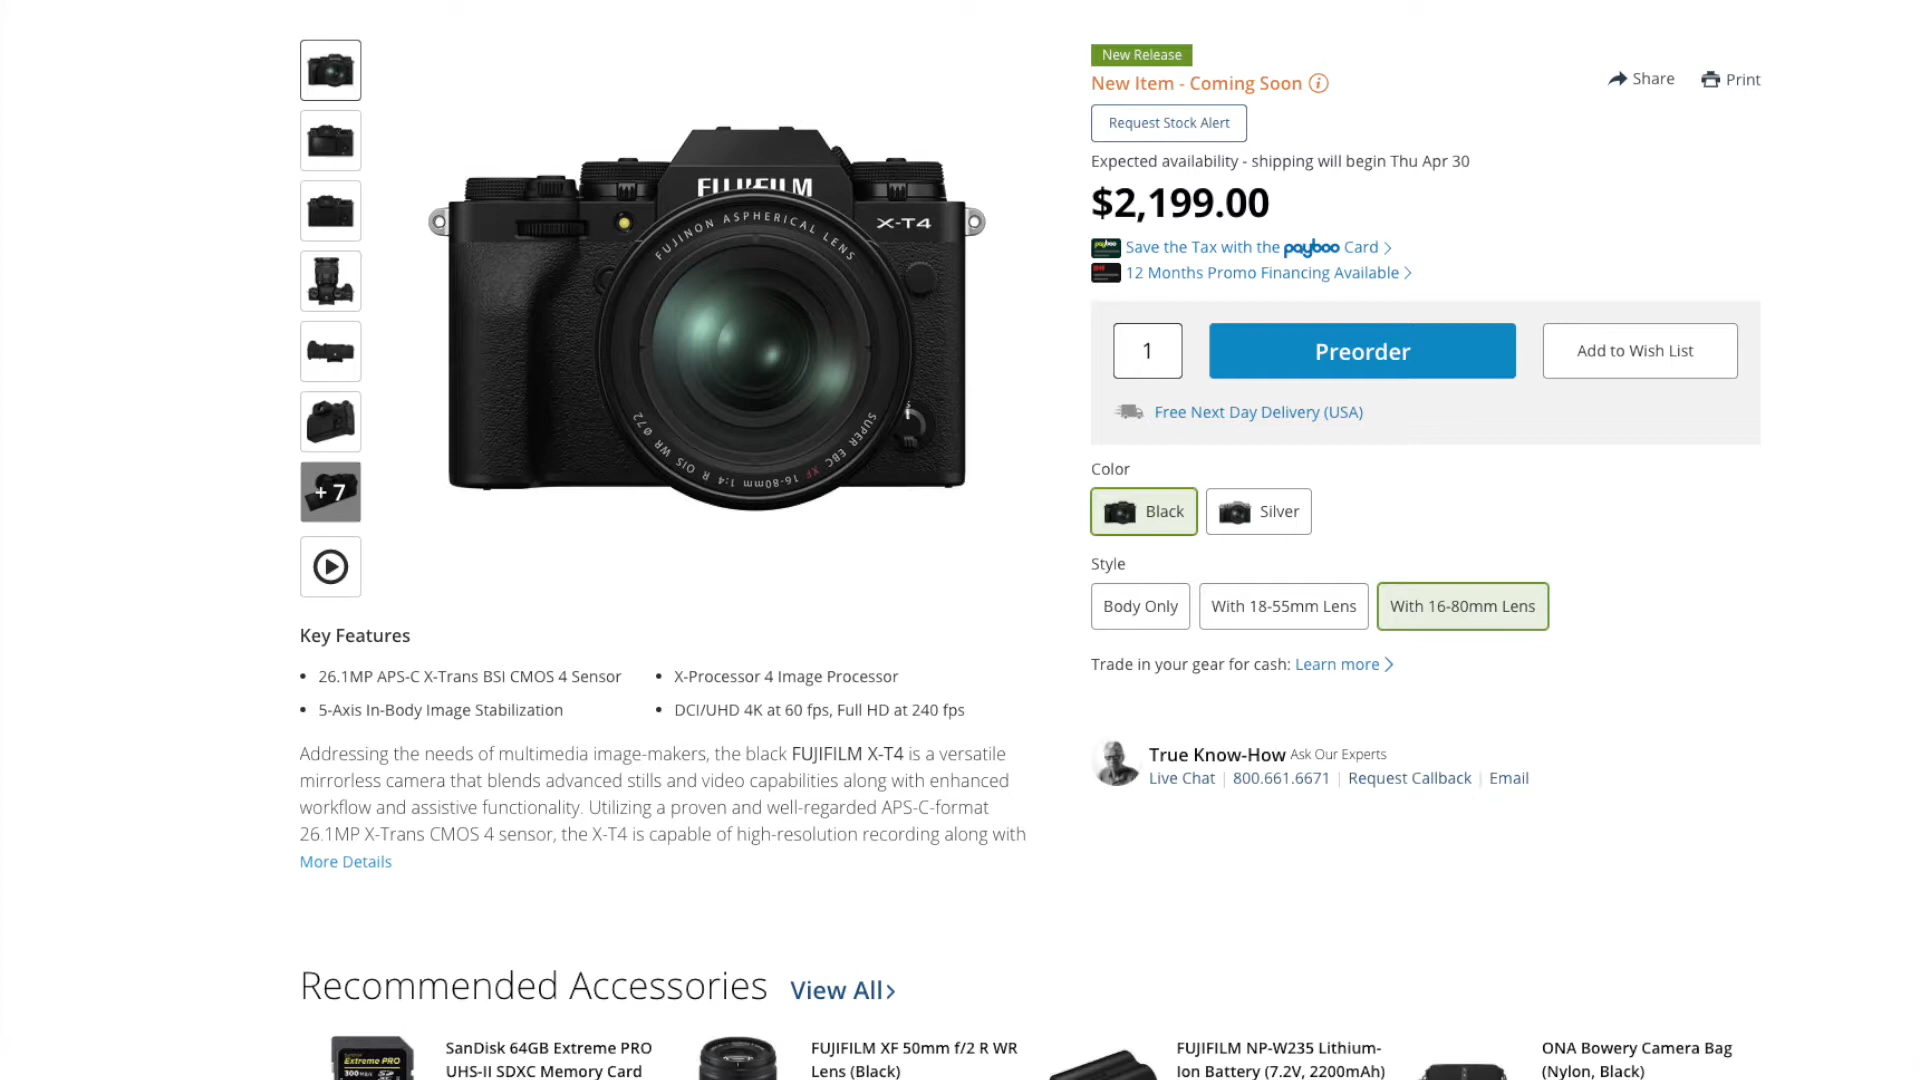 New Release
New Item - Coming Soon
Share
Print
Request Stock Alert
Expected availability - shipping will begin Thu Apr 30
$2,199.00
payboo
Save the Tax with the payboo Card
12 Months Promo Financing Available
1
Preorder
Add to Wish List
Free Next Day Delivery (USA)
Color
Black
Silver
Style
Body Only
With 18-55mm Lens
With 16-80mm Lens
Trade in your gear for cash: Learn more
True Know-How Ask Our Experts
Live Chat | 800.661.6671 | Request Callback | Email
FUJIFILM
X-T4
FUJINON ASPHERICAL LENS
SUPER EBC XF 16-80mm 1:4 R OIS WR ø72
+ 7
Key Features
• 26.1MP APS-C X-Trans BSI CMOS 4 Sensor
• X-Processor 4 Image Processor
• 5-Axis In-Body Image Stabilization
• DCI/UHD 4K at 60 fps, Full HD at 240 fps
Addressing the needs of multimedia image-makers, the black FUJIFILM X-T4 is a versatile
mirrorless camera that blends advanced stills and video capabilities along with enhanced
workflow and assistive functionality. Utilizing a proven and well-regarded APS-C-format
26.1MP X-Trans CMOS 4 sensor, the X-T4 is capable of high-resolution recording along with
More Details
Recommended Accessories View All
Extreme PRO
300
SanDisk 64GB Extreme PRO
UHS-II SDXC Memory Card
FUJIFILM XF 50mm f/2 R WR
Lens (Black)
FUJIFILM NP-W235 Lithium-
Ion Battery (7.2V, 2200mAh)
ONA Bowery Camera Bag
(Nylon, Black)